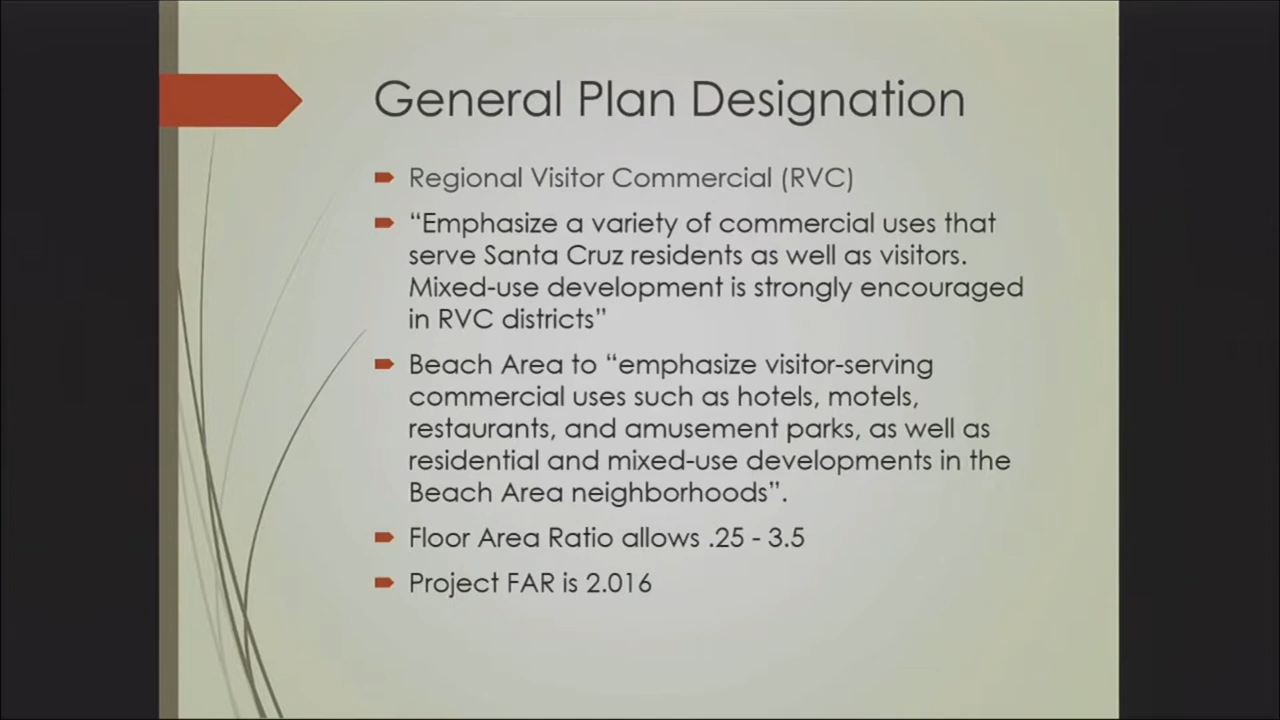 General Plan Designation
Regional Visitor Commercial (RVC)
“Emphasize a variety of commercial uses that
serve Santa Cruz residents as well as visitors.
Mixed-use development is strongly encouraged
in RVC districts”
Beach Area to “emphasize visitor-serving
commercial uses such as hotels, motels,
restaurants, and amusement parks, as well as
residential and mixed-use developments in the
Beach Area neighborhoods”.
Floor Area Ratio allows .25 - 3.5
Project FAR is 2.016